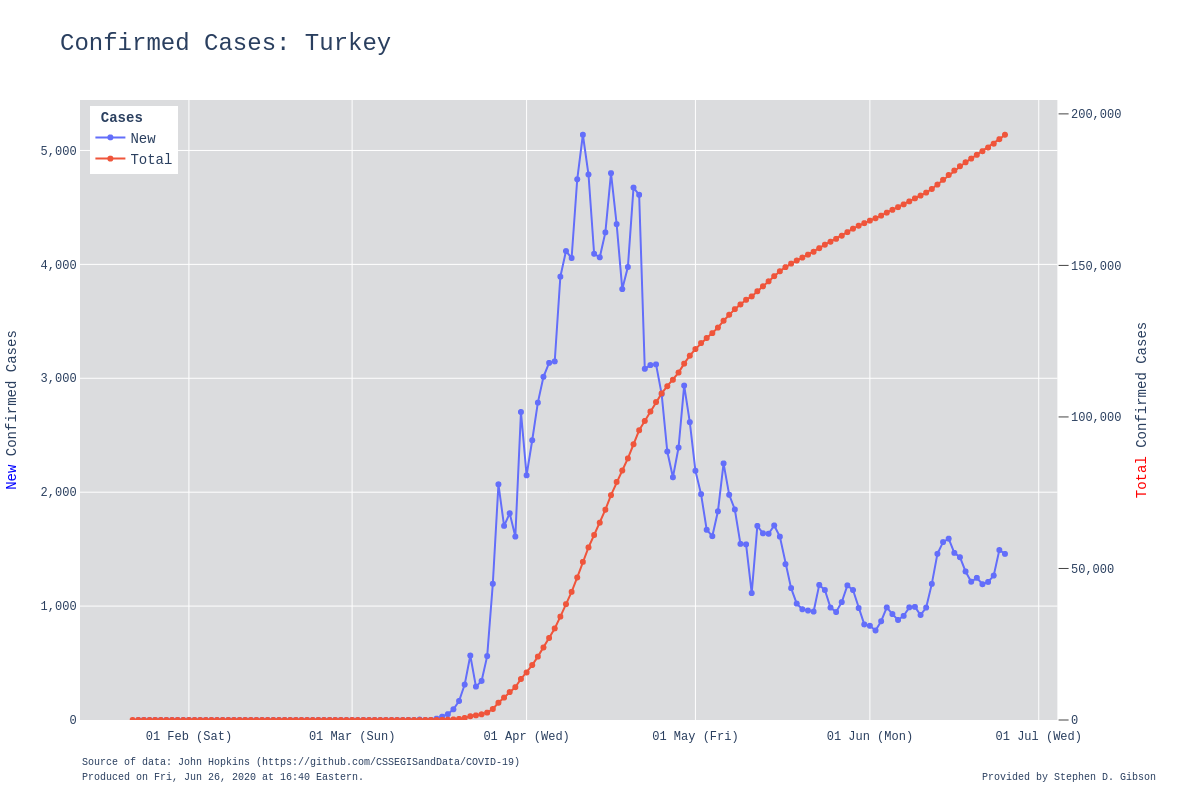 Confirmed Cases: Turkey
Cases
New
Total
5,000
4,000
3,000
2,000
1,000
0
New Confirmed Cases
200,000
150,000
100,000
50,000
0
Total Confirmed Cases
01 Feb (Sat)
01 Mar (Sun)
01 Apr (Wed)
01 May (Fri)
01 Jun (Mon)
01 Jul (Wed)
Source of data: John Hopkins (https://github.com/CSSEGISandData/COVID-19)
Produced on Fri, Jun 26, 2020 at 16:40 Eastern.
Provided by Stephen D. Gibson